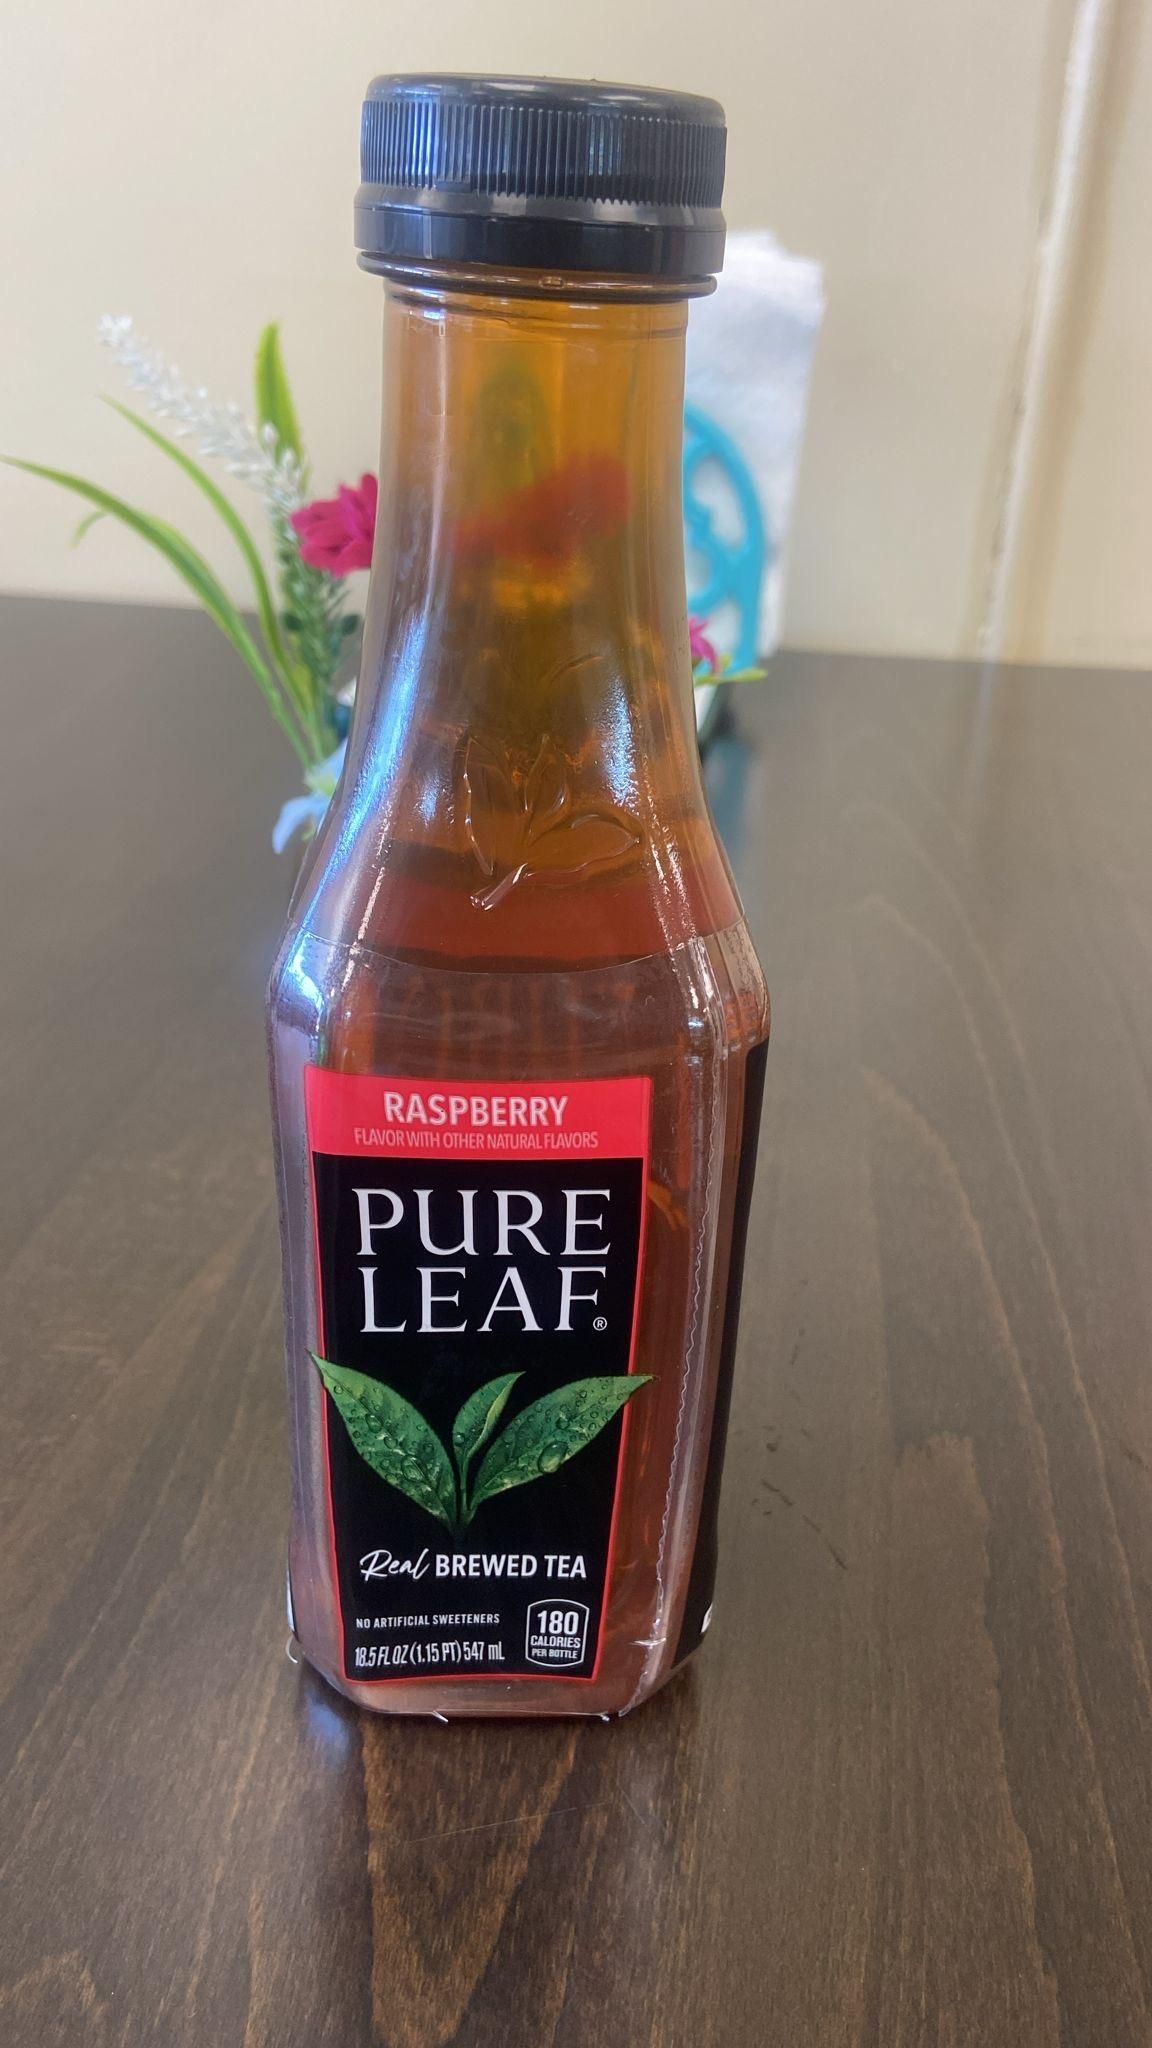 RASPBERRY
FLAVOR WITH OTHER NATURAL FLAVORS
PURE
LEAF®
Real BREWED TEA
NO ARTIFICIAL SWEETENERS
18.5 FL OZ (1.15 PT) 547 mL
180
CALORIES
PER BOTTLE